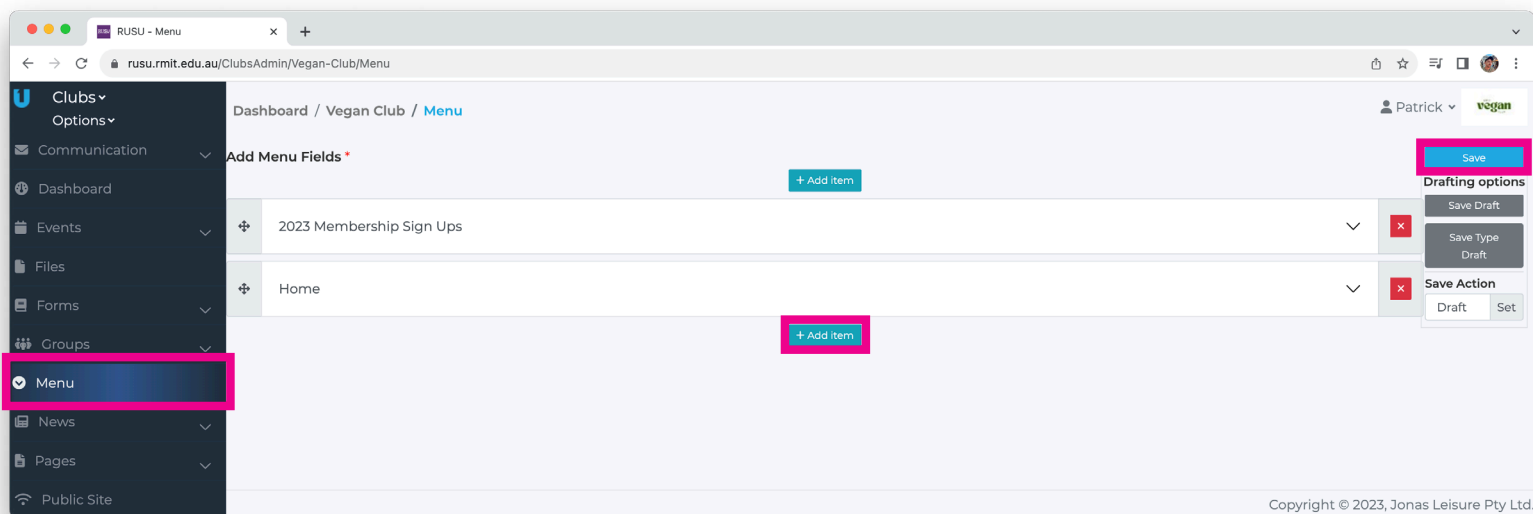 RUSU - Menu
rusu.rmit.edu.au/ClubsAdmin/Vegan-Club/Menu
Clubs
Options
Communication
Dashboard
Events
Files
Forms
Groups
Menu
News
Pages
Public Site
Dashboard / Vegan Club / Menu
Patrick
vegan
Add Menu Fields *
+ Add item
2023 Membership Sign Ups
Home
+ Add item
Save
Drafting options
Save Draft
Save Type
Draft
Save Action
Draft Set
Copyright © 2023, Jonas Leisure Pty Ltd